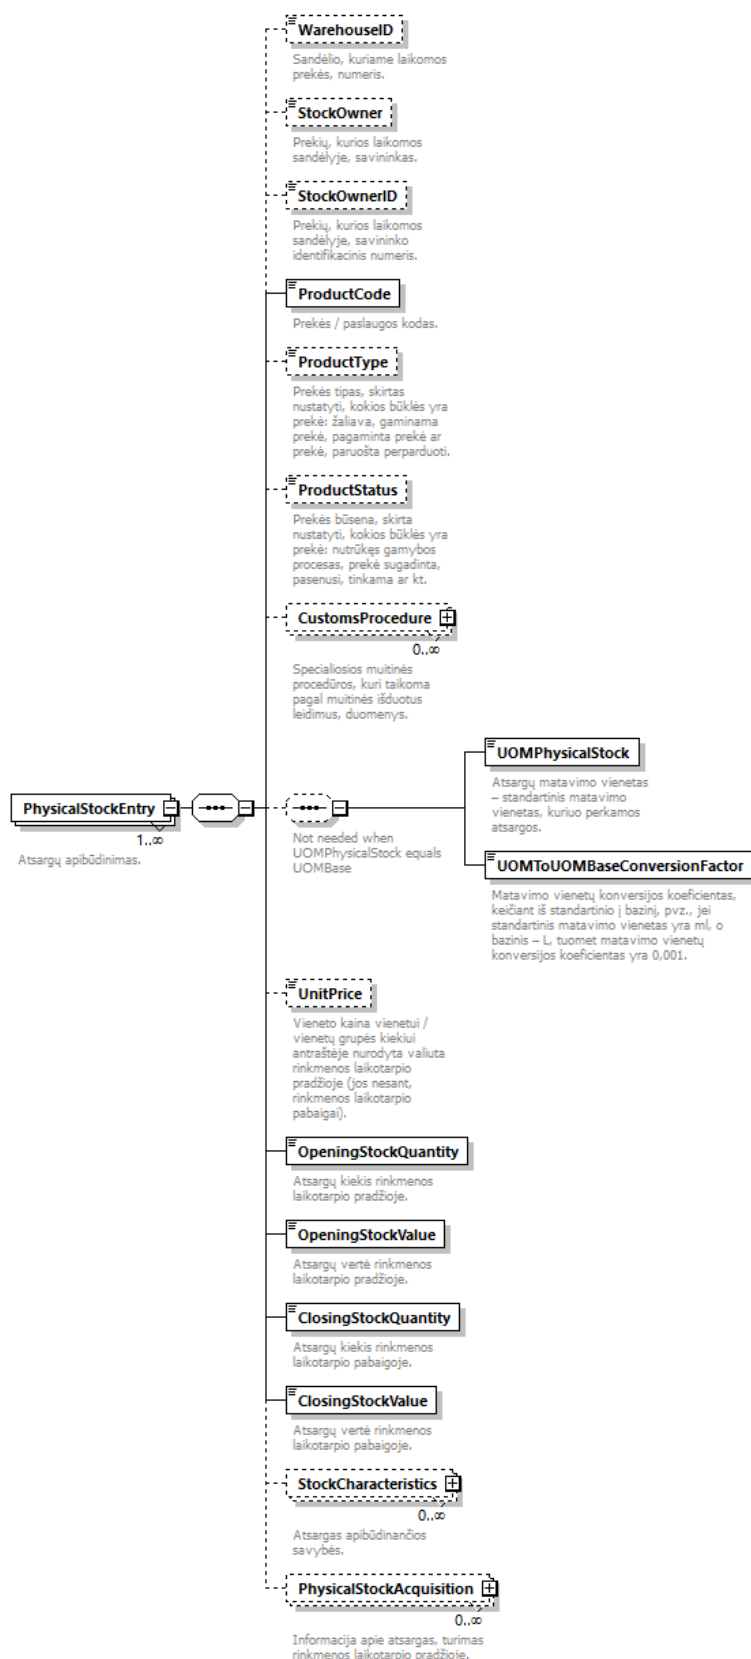 WarehouseID
Sandėlio, kuriame laikomos
prekės, numeris.
StockOwner
Prekių, kurios laikomos
sandėlyje, savininkas.
StockOwnerID
Prekių, kurios laikomos
sandėlyje, savininko
identifikacinis numeris.
ProductCode
Prekės / paslaugos kodas.
ProductType
Prekės tipas, skirtas
nustatyti, kokios būklės yra
prekė: žaliava, gaminama
prekė, pagaminta prekė ar
prekė, paruošta perparduoti.
ProductStatus
Prekės būsena, skirta
nustatyti, kokios būklės yra
prekė: nutrūkęs gamybos
procesas, prekė sugadinta,
pasenusi, tinkama ar kt.
CustomsProcedure
0..∞
Specialiosios muitinės
procedūros, kuri taikoma
pagal muitinės išduotus
leidimus, duomenys.
PhysicalStockEntry
1..∞
Atsargų apibūdinimas.
Not needed when
UOMPhysicalStock equals
UOMBase
UOMPhysicalStock
Atsargų matavimo vienetas
– standartinis matavimo
vienetas, kuriuo perkamos
atsargos.
UOMToUOMBaseConversionFactor
Matavimo vienetų konversijos koeficientas,
keičiant iš standartinio į bazinį, pvz., jei
standartinis matavimo vienetas yra ml, o
bazinis – L, tuomet matavimo vienetų
konversijos koeficientas yra 0,001.
UnitPrice
Vieneto kaina vienetui /
vienetų grupės kiekiui
antraštėje nurodyta valiuta
rinkmenos laikotarpio
pradžioje (jos nesant,
rinkmenos laikotarpio
pabaigai).
OpeningStockQuantity
Atsargų kiekis rinkmenos
laikotarpio pradžioje.
OpeningStockValue
Atsargų vertė rinkmenos
laikotarpio pradžioje.
ClosingStockQuantity
Atsargų kiekis rinkmenos
laikotarpio pabaigoje.
ClosingStockValue
Atsargų vertė rinkmenos
laikotarpio pabaigoje.
StockCharacteristics
0..∞
Atsargas apibūdinančios
savybės.
PhysicalStockAcquisition
0..∞
Informacija apie atsargas, turimas
rinkmenos laikotarpio pradžioje.